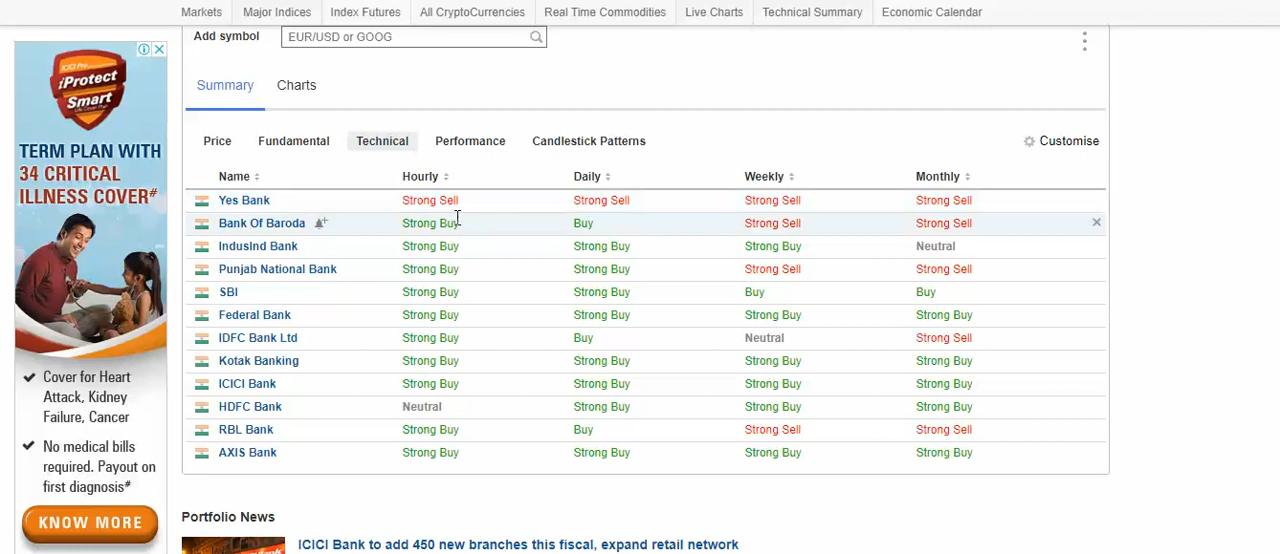 Markets Major Indices Index Futures All CryptoCurrencies Real Time Commodities Live Charts Technical Summary Economic Calendar
Add symbol EUR/USD or GOOG
Summary Charts
Price Fundamental Technical Performance Candlestick Patterns Customise
Name Hourly Daily Weekly Monthly
Yes Bank Strong Sell Strong Sell Strong Sell Strong Sell
Bank Of Baroda Strong Buy Buy Strong Sell Strong Sell
IndusInd Bank Strong Buy Strong Buy Strong Buy Neutral
Punjab National Bank Strong Buy Strong Buy Strong Sell Strong Sell
SBI Strong Buy Strong Buy Buy Buy
Federal Bank Strong Buy Strong Buy Strong Buy Strong Buy
IDFC Bank Ltd Strong Buy Buy Neutral Strong Sell
Kotak Banking Strong Buy Strong Buy Strong Buy Strong Buy
ICICI Bank Strong Buy Strong Buy Strong Buy Strong Buy
HDFC Bank Neutral Strong Buy Strong Buy Strong Buy
RBL Bank Strong Buy Buy Strong Sell Strong Sell
AXIS Bank Strong Buy Strong Buy Strong Buy Strong Buy
Portfolio News
ICICI Bank to add 450 new branches this fiscal, expand retail network
ICICI Pru
iProtect
Smart
TERM PLAN WITH
34 CRITICAL
ILLNESS COVER#
Cover for Heart
Attack, Kidney
Failure, Cancer
No medical bills
required. Payout on
first diagnosis#
KNOW MORE